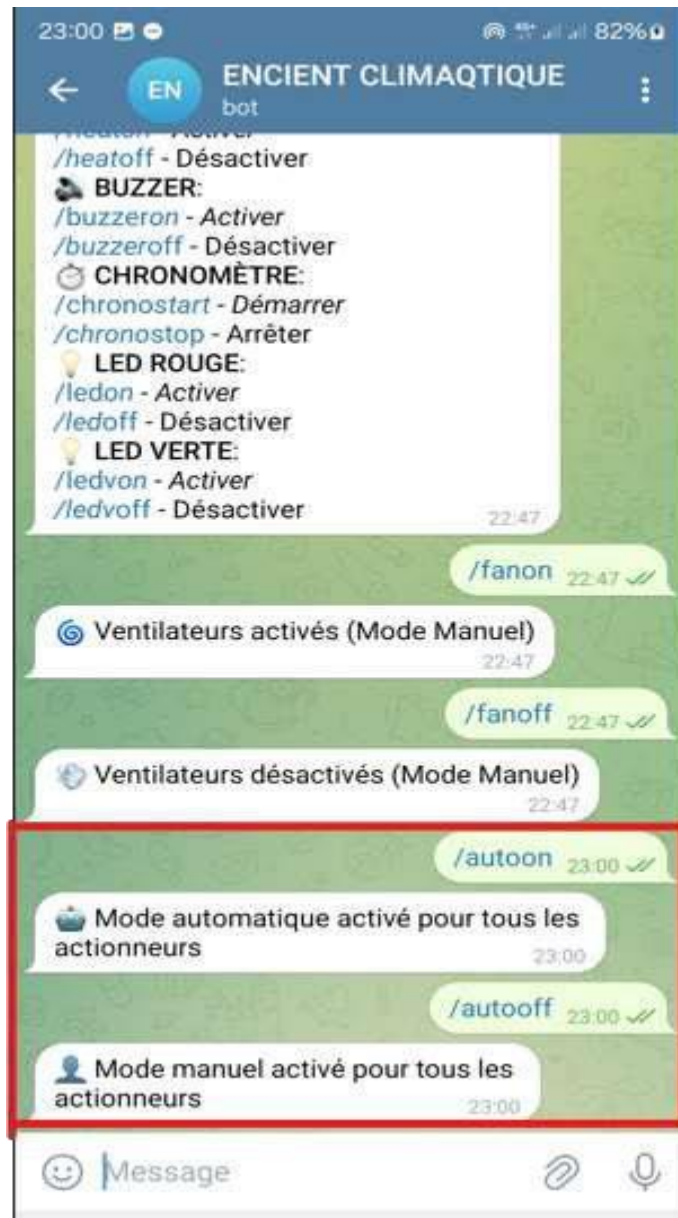 23:00
82%
EN
ENCIENT CLIMAQTIQUE
bot
/heaton - Activer
/heatoff - Désactiver
BUZZER:
/buzzeron - Activer
/buzzeroff - Désactiver
CHRONOMÈTRE:
/chronostart - Démarrer
/chronostop - Arrêter
LED ROUGE:
/ledon - Activer
/ledoff - Désactiver
LED VERTE:
/ledvon - Activer
/ledvoff - Désactiver
22:47
/fanon 22:47
Ventilateurs activés (Mode Manuel)
22:47
/fanoff 22:47
Ventilateurs désactivés (Mode Manuel)
22:47
/autoon 23:00
Mode automatique activé pour tous les
actionneurs
23:00
/autooff 23:00
Mode manuel activé pour tous les
actionneurs
23:00
Message